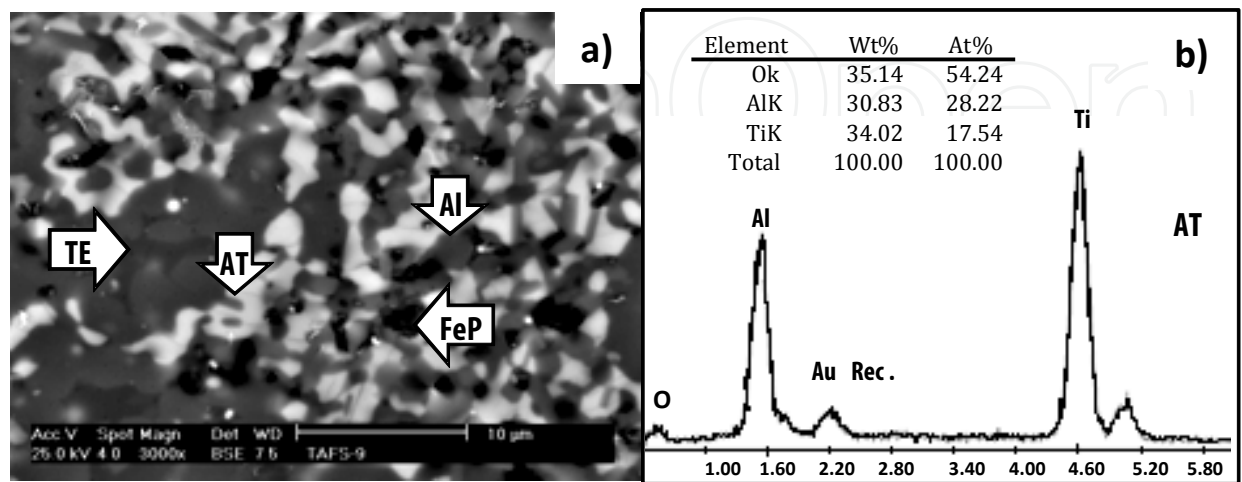 a)
TE
AT
Al
FeP
Acc.V Spot Magn Det WD 10 µm
25.0 kV 4.0 3000x BSE 7.5 TAFS-9
b)
Element Wt% At%
Ok 35.14 54.24
AlK 30.83 28.22
TiK 34.02 17.54
Total 100.00 100.00
Ti
Al
AT
Au Rec.
O
1.00 1.60 2.20 2.80 3.40 4.00 4.60 5.20 5.80